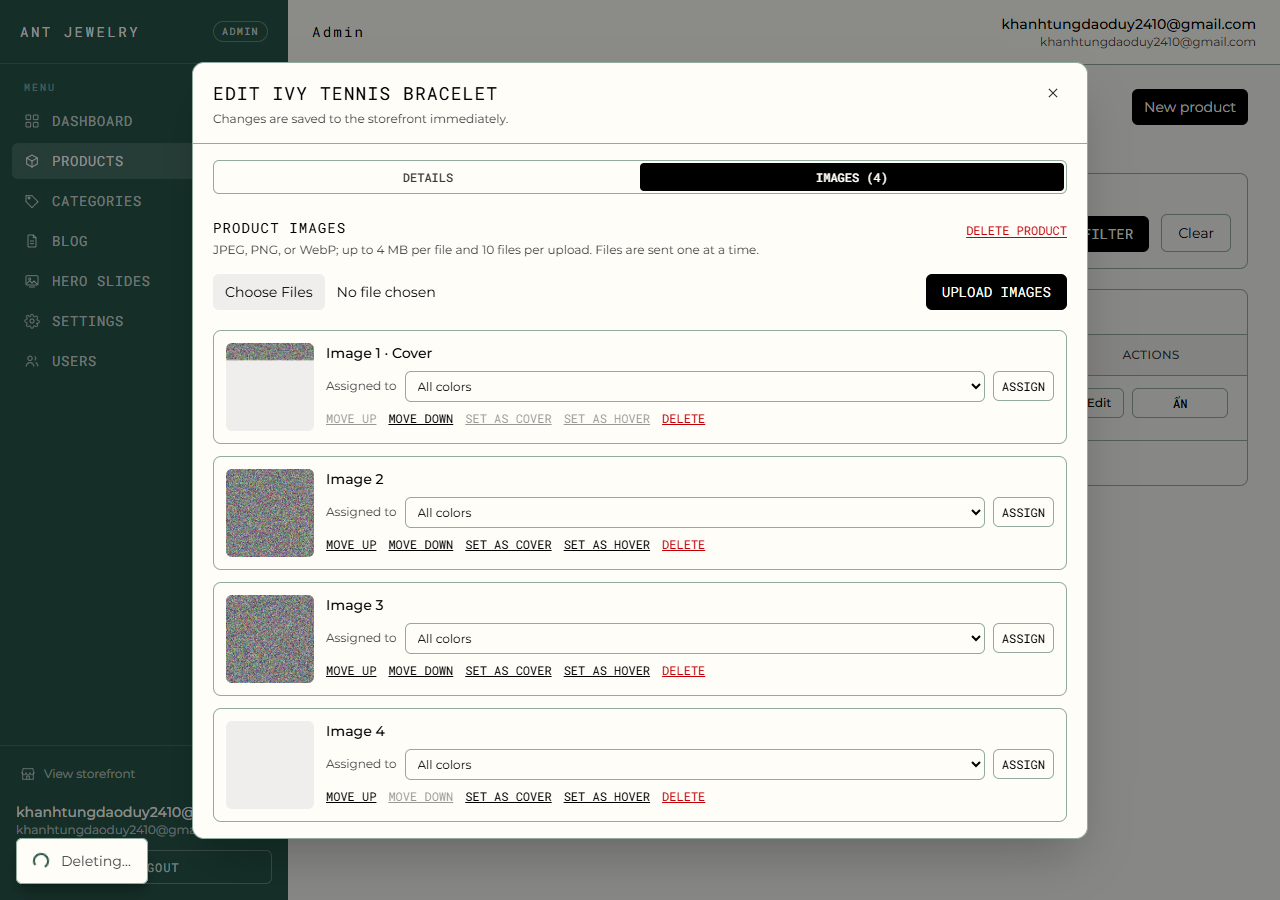 ANT JEWELRY
ADMIN
Admin
khanhtungdaoduy2410@gmail.com
khanhtungdaoduy2410@gmail.com
MENU
DASHBOARD
PRODUCTS
CATEGORIES
BLOG
HERO SLIDES
SETTINGS
USERS
View storefront
khanhtungdaoduy2410@
khanhtungdaoduy2410@gma
GOUT
Deleting...
New product
FILTER
Clear
ACTIONS
Edit
ẨN
EDIT IVY TENNIS BRACELET
Changes are saved to the storefront immediately.
DETAILS
IMAGES (4)
PRODUCT IMAGES
DELETE PRODUCT
JPEG, PNG, or WebP; up to 4 MB per file and 10 files per upload. Files are sent one at a time.
Choose Files
No file chosen
UPLOAD IMAGES
Image 1 · Cover
Assigned to All colors ASSIGN
MOVE UP MOVE DOWN SET AS COVER SET AS HOVER DELETE
Image 2
Assigned to All colors ASSIGN
MOVE UP MOVE DOWN SET AS COVER SET AS HOVER DELETE
Image 3
Assigned to All colors ASSIGN
MOVE UP MOVE DOWN SET AS COVER SET AS HOVER DELETE
Image 4
Assigned to All colors ASSIGN
MOVE UP MOVE DOWN SET AS COVER SET AS HOVER DELETE